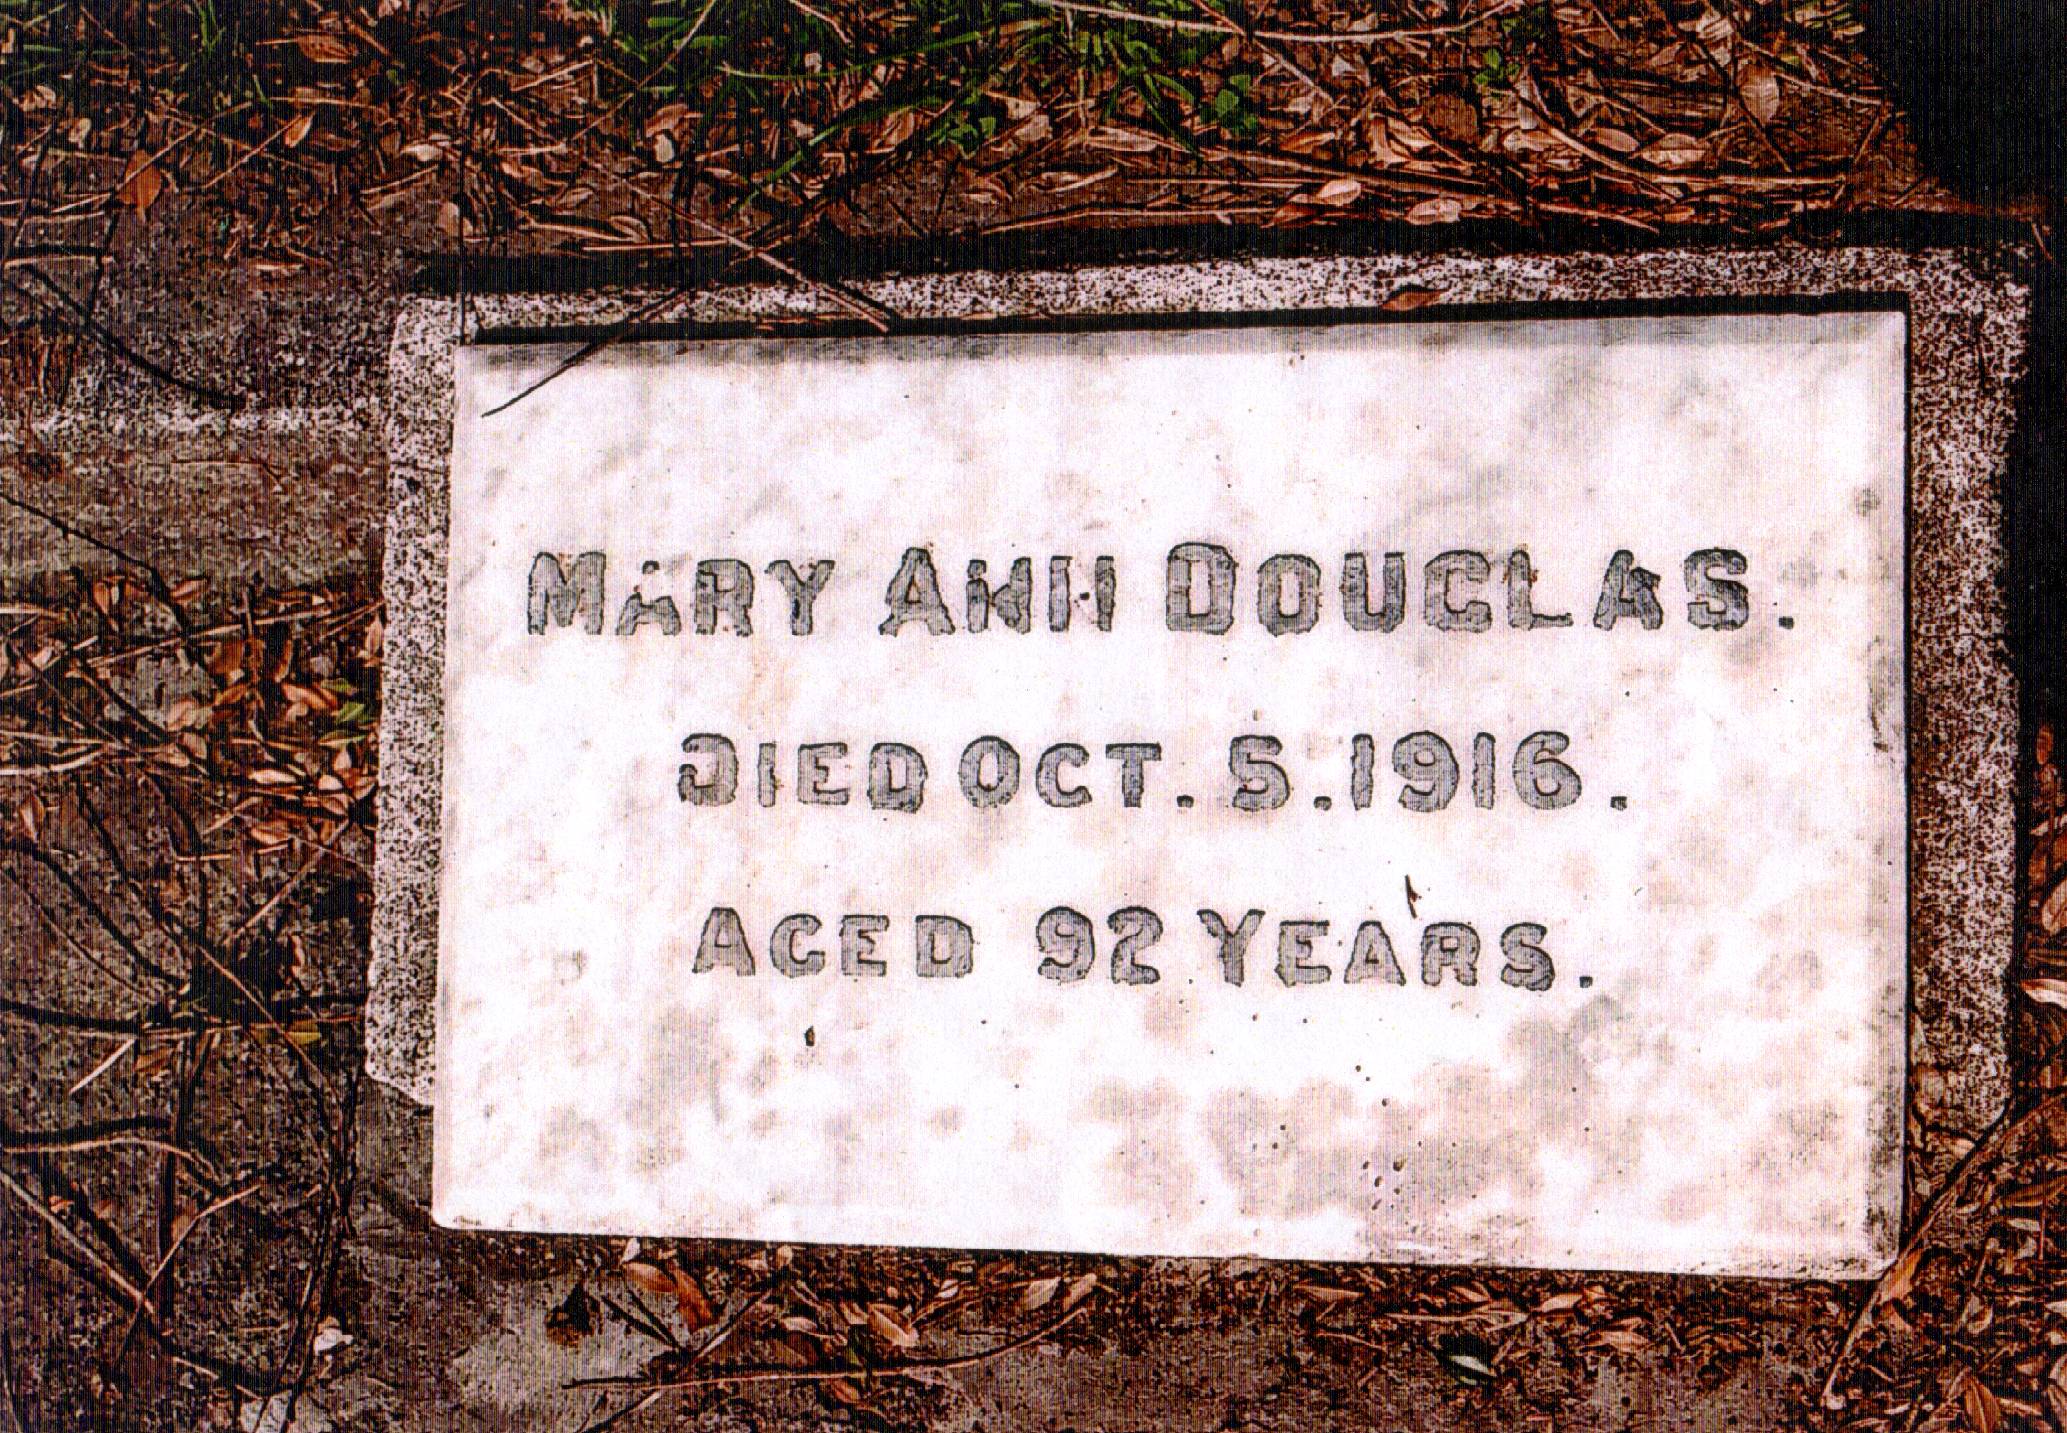 MARY ANN DOUGLAS.
DIED OCT. 5. 1916.
AGED 92 YEARS.